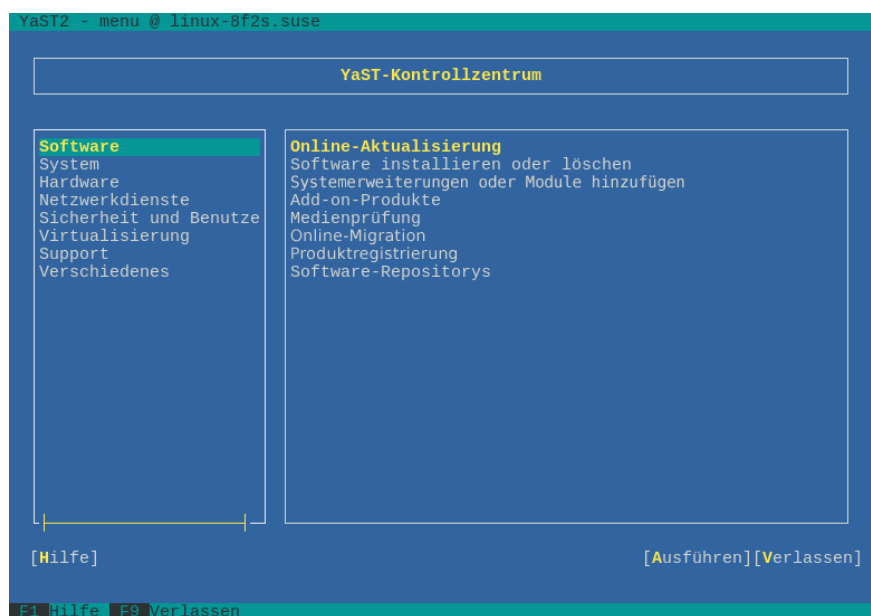 YaST2 - menu @ linux-8f2s.suse
YaST-Kontrollzentrum
Software
System
Hardware
Netzwerkdienste
Sicherheit und Benutze
Virtualisierung
Support
Verschiedenes
Online-Aktualisierung
Software installieren oder löschen
Systemerweiterungen oder Module hinzufügen
Add-on-Produkte
Medienprüfung
Online-Migration
Produktregistrierung
Software-Repositorys
[Hilfe] [Ausführen][Verlassen]
F1 Hilfe F9 Verlassen